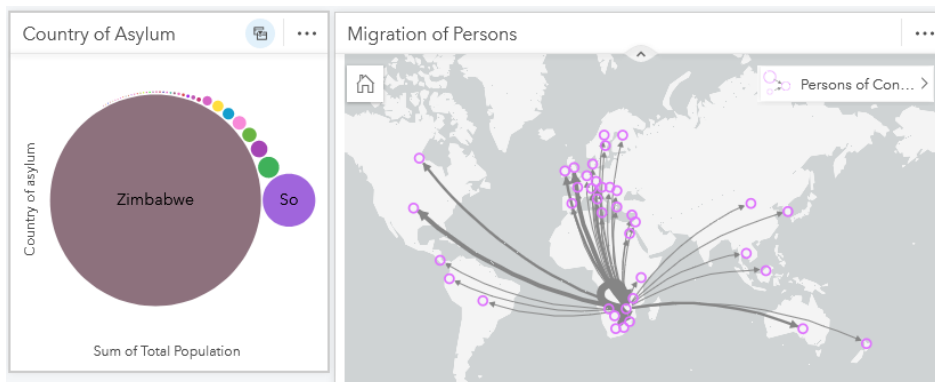 Country of Asylum
Migration of Persons
Persons of Con...
Country of asylum
Zimbabwe
So
Sum of Total Population